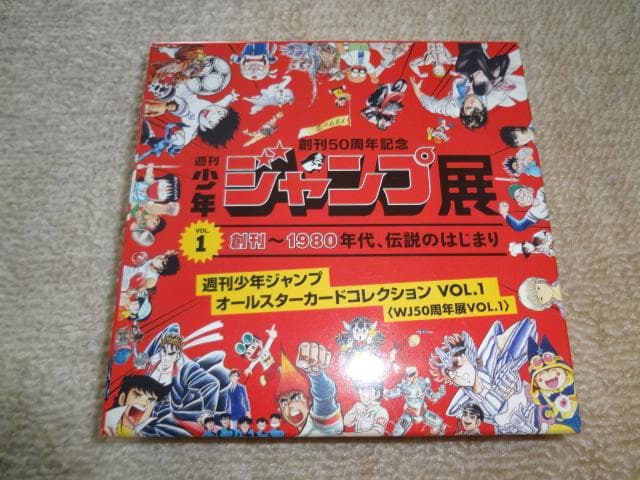 創刊50周年記念
週刊
少年
ジャンプ展
VOL.
1
創刊~1980年代、伝説のはじまり
週刊少年ジャンプ
オールスターカードコレクション VOL.1
〈WJ50周年展VOL.1〉